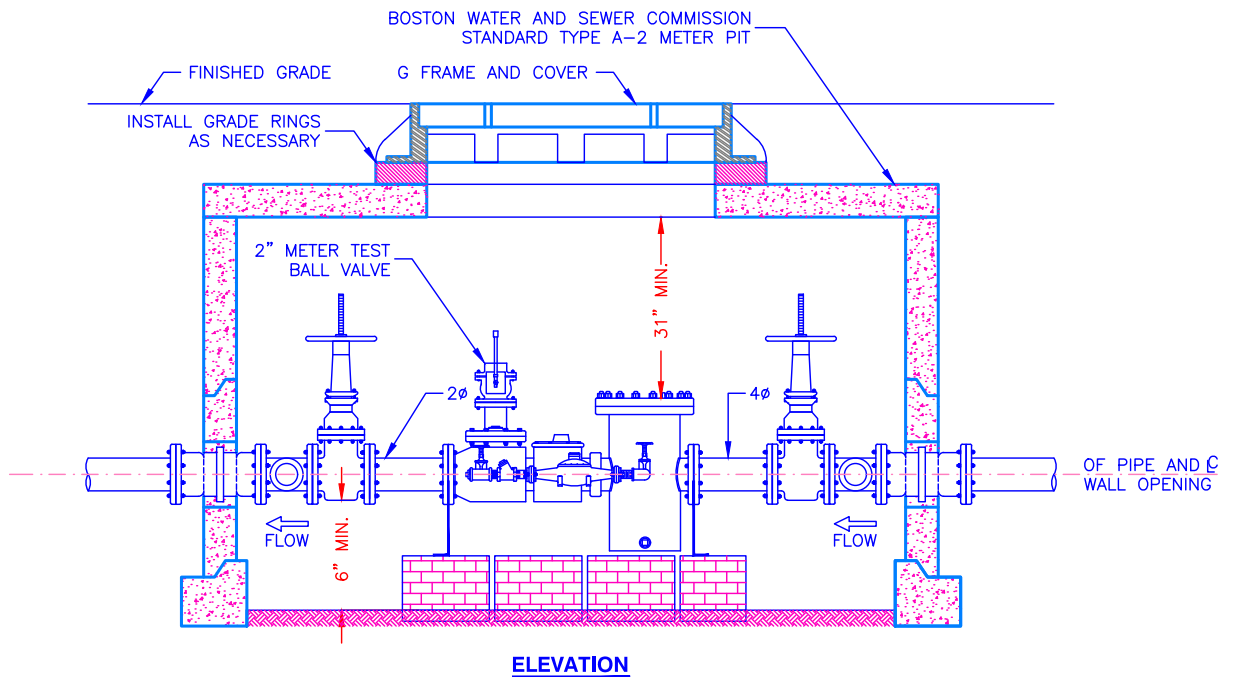 BOSTON WATER AND SEWER COMMISSION
STANDARD TYPE A-2 METER PIT
FINISHED GRADE
G FRAME AND COVER
INSTALL GRADE RINGS
AS NECESSARY
2" METER TEST
BALL VALVE
31" MIN.
2ø
4ø
OF PIPE AND ℄
WALL OPENING
FLOW
6" MIN.
FLOW
ELEVATION